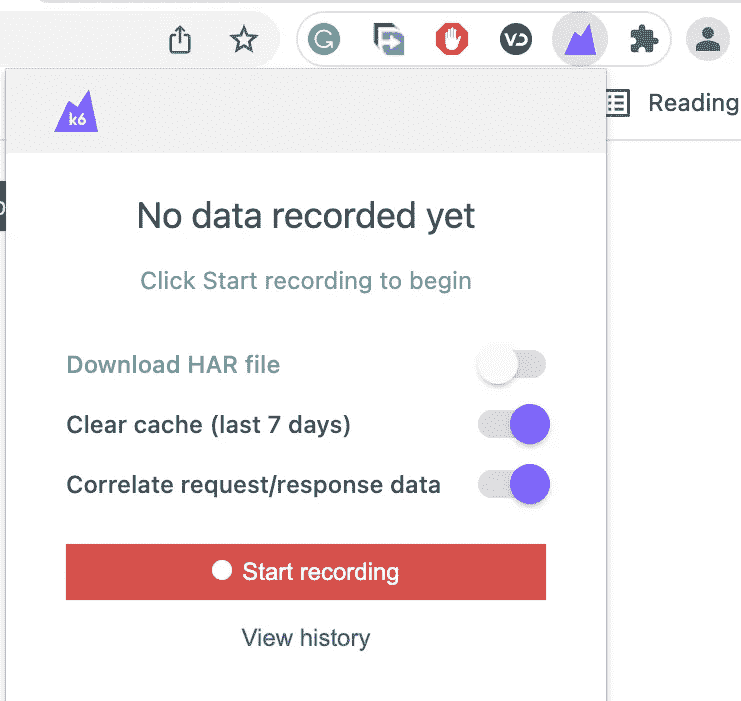 Reading
k6
No data recorded yet
Click Start recording to begin
Download HAR file
Clear cache (last 7 days)
Correlate request/response data
Start recording
View history